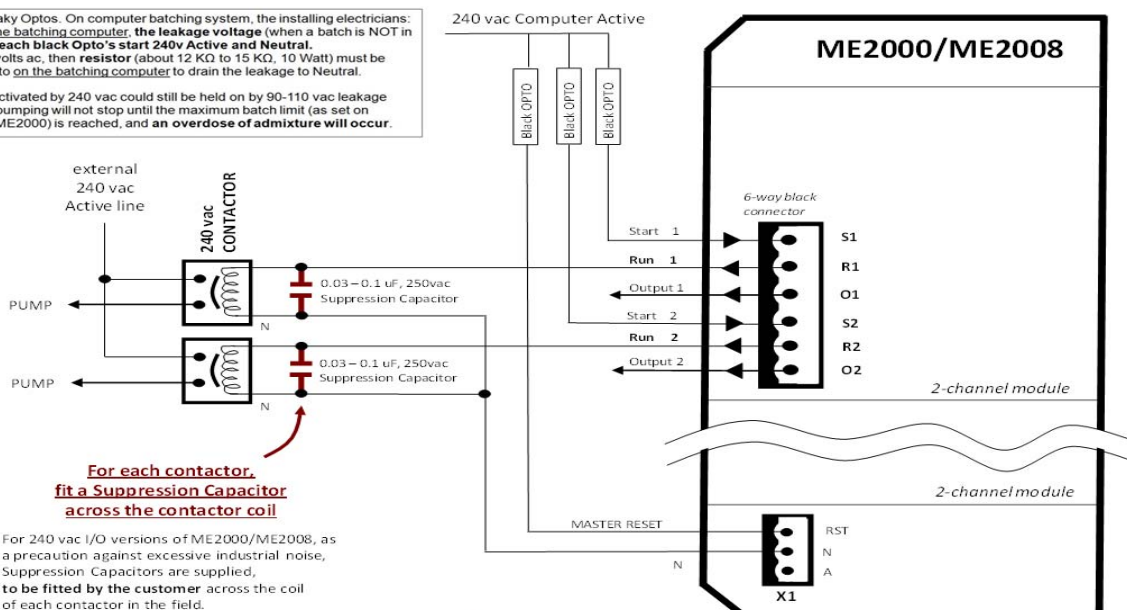 aky Optos. On computer batching system, the installing electricians:
he batching computer, the leakage voltage (when a batch is NOT in
each black Opto's start 240v Active and Neutral.
volts ac, then resistor (about 12 KΩ to 15 KΩ, 10 Watt) must be
to on the batching computer to drain the leakage to Neutral.
ctivated by 240 vac could still be held on by 90-110 vac leakage
pumping will not stop until the maximum batch limit (as set on
ME2000) is reached, and an overdose of admixture will occur.
240 vac Computer Active
ME2000/ME2008
Black OPTO
Black OPTO
Black OPTO
external
240 vac
Active line
240 vac
CONTACTOR
6-way black
connector
Start 1
S1
Run 1
R1
Output 1
O1
Start 2
S2
Run 2
R2
Output 2
O2
0.03 – 0.1 uF, 250vac
Suppression Capacitor
PUMP
N
0.03 – 0.1 uF, 250vac
Suppression Capacitor
PUMP
N
2-channel module
For each contactor,
fit a Suppression Capacitor
across the contactor coil
2-channel module
MASTER RESET
RST
N
N
A
X1
For 240 vac I/O versions of ME2000/ME2008, as
a precaution against excessive industrial noise,
Suppression Capacitors are supplied,
to be fitted by the customer across the coil
of each contactor in the field.